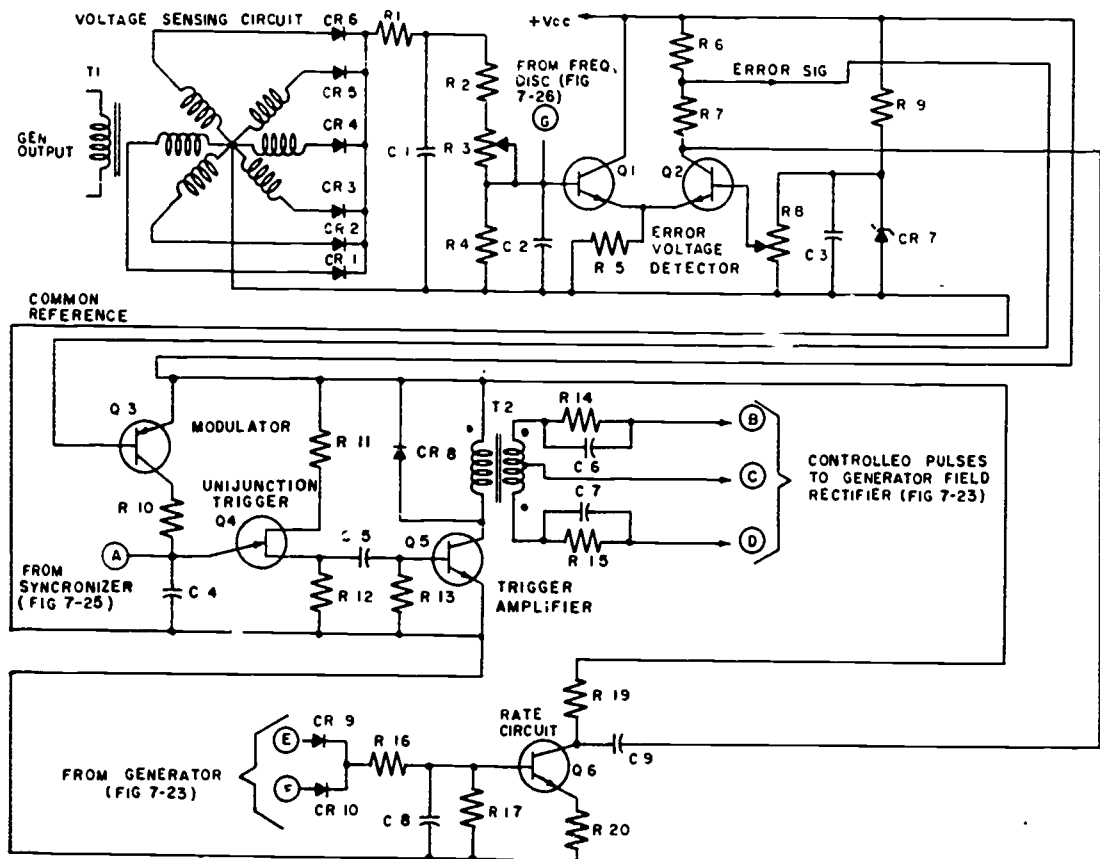 VOLTAGE SENSING CIRCUIT
CR 6
R1
+Vcc
R 6
T1
CR 5
FROM FREQ,
DISC (FIG
7-26)
R 2
ERROR SIG
R 7
R 9
GEN
OUTPUT
CR 4
C 1
R 3
G
Q1
Q2
CR 3
R8
CR 2
R4
C 2
ERROR
VOLTAGE
DETECTOR
C 3
CR 7
CR 1
R 5
COMMON
REFERENCE
Q 3
MODULATOR
R 11
CR 8
T 2
R 14
B
C 6
CONTROLLED PULSES
TO GENERATOR FIELD
RECTIFIER (FIG 7-23)
UNIJUNCTION
TRIGGER
C
R 10
Q4
C 7
C 5
Q 5
D
A
R 15
FROM
SYNCRONIZER
(FIG 7-25)
C 4
R 12
R 13
TRIGGER
AMPLIFIER
R 19
E
CR 9
R 16
RATE
CIRCUIT
C 9
FROM GENERATOR
(FIG 7-23)
F
CR 10
Q 6
C 8
R 17
R 20